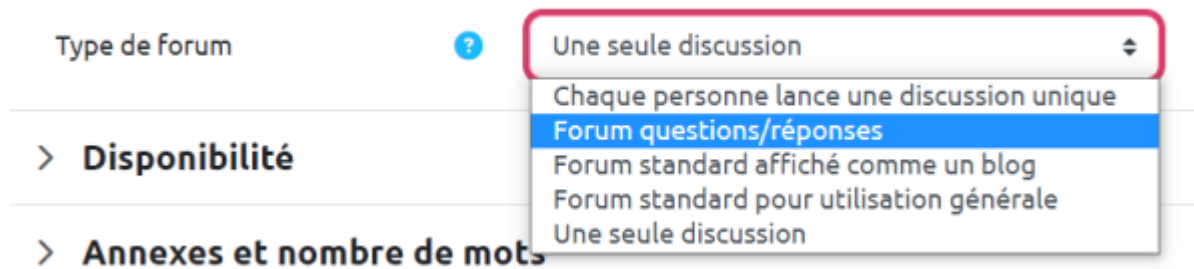 Type de forum ? Une seule discussion
Chaque personne lance une discussion unique
Forum questions/réponses
Forum standard affiché comme un blog
Forum standard pour utilisation générale
Une seule discussion
> Disponibilité
> Annexes et nombre de mots